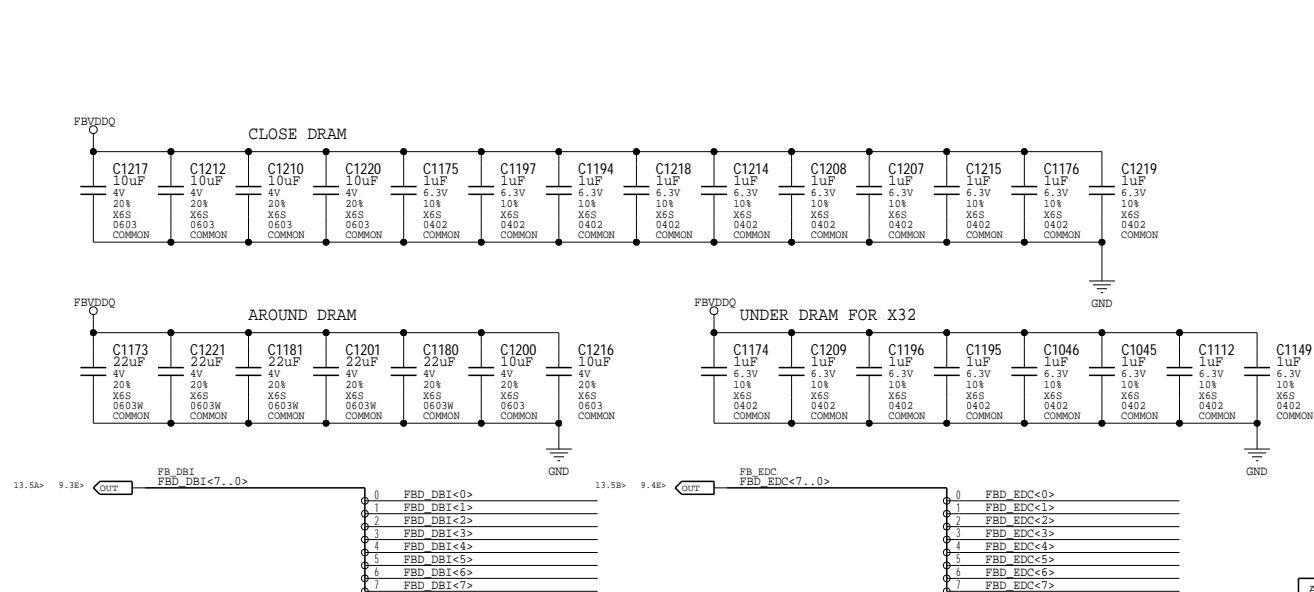 FBVDDQ
CLOSE DRAM
C1217 C1212 C1210 C1220 C1175 C1197 C1194 C1218 C1214 C1208 C1207 C1215 C1176 C1219
10uF 10uF 10uF 10uF 1uF 1uF 1uF 1uF 1uF 1uF 1uF 1uF 1uF 1uF
4V 4V 4V 4V 6.3V 6.3V 6.3V 6.3V 6.3V 6.3V 6.3V 6.3V 6.3V 6.3V
20% 20% 20% 20% 10% 10% 10% 10% 10% 10% 10% 10% 10% 10%
X6S X6S X6S X6S X6S X6S X6S X6S X6S X6S X6S X6S X6S X6S
0603 0603 0603 0603 0402 0402 0402 0402 0402 0402 0402 0402 0402 0402
COMMON COMMON COMMON COMMON COMMON COMMON COMMON COMMON COMMON COMMON COMMON COMMON COMMON COMMON
GND
FBVDDQ
AROUND DRAM
C1173 C1221 C1181 C1201 C1180 C1200 C1216
22uF 22uF 22uF 22uF 22uF 10uF 10uF
4V 4V 4V 4V 4V 4V 4V
20% 20% 20% 20% 20% 20% 20%
X6S X6S X6S X6S X6S X6S X6S
0603W 0603W 0603W 0603W 0603W 0603 0603
COMMON COMMON COMMON COMMON COMMON COMMON COMMON
GND
FBVDDQ
UNDER DRAM FOR X32
C1174 C1209 C1196 C1195 C1046 C1045 C1112 C1149
1uF 1uF 1uF 1uF 1uF 1uF 1uF 1uF
6.3V 6.3V 6.3V 6.3V 6.3V 6.3V 6.3V 6.3V
10% 10% 10% 10% 10% 10% 10% 10%
X6S X6S X6S X6S X6S X6S X6S X6S
0402 0402 0402 0402 0402 0402 0402 0402
COMMON COMMON COMMON COMMON COMMON COMMON COMMON COMMON
GND
FB_DBI
13.5A> 9.3E> OUT FBD_DBI<7..0>
0 FBD_DBI<0>
1 FBD_DBI<1>
2 FBD_DBI<2>
3 FBD_DBI<3>
4 FBD_DBI<4>
5 FBD_DBI<5>
6 FBD_DBI<6>
7 FBD_DBI<7>
FB_EDC
13.5B> 9.4E> OUT FBD_EDC<7..0>
0 FBD_EDC<0>
1 FBD_EDC<1>
2 FBD_EDC<2>
3 FBD_EDC<3>
4 FBD_EDC<4>
5 FBD_EDC<5>
6 FBD_EDC<6>
7 FBD_EDC<7>